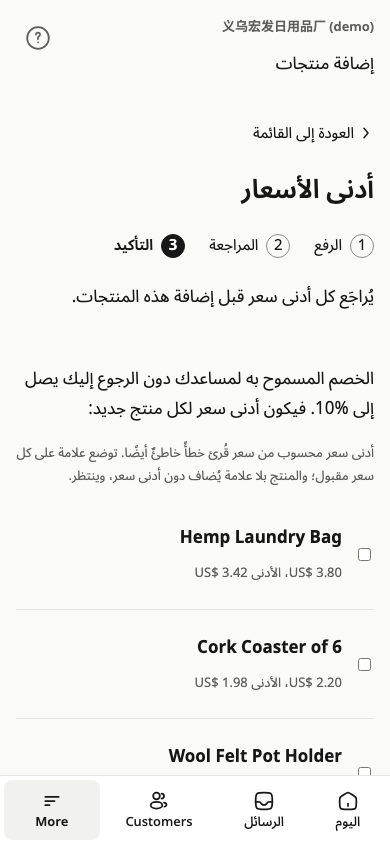 义乌宏发日用品厂 (demo)
إضافة منتجات
العودة إلى القائمة
أدنى الأسعار
1 الرفع 2 المراجعة 3 التأكيد
يُراجَع كل أدنى سعر قبل إضافة هذه المنتجات.
الخصم المسموح به لمساعدك دون الرجوع إليك يصل
إلى 10%. فيكون أدنى سعر لكل منتج جديد:
أدنى سعر محسوب من سعر قُرئ خطأً خاطئٌ أيضًا. توضع علامة على كل
سعر مقبول؛ والمنتج بلا علامة يُضاف دون أدنى سعر، وينتظر.
Hemp Laundry Bag
US$ 3.80، الأدنى US$ 3.42
Cork Coaster of 6
US$ 2.20، الأدنى US$ 1.98
Wool Felt Pot Holder
اليوم
الرسائل
Customers
More